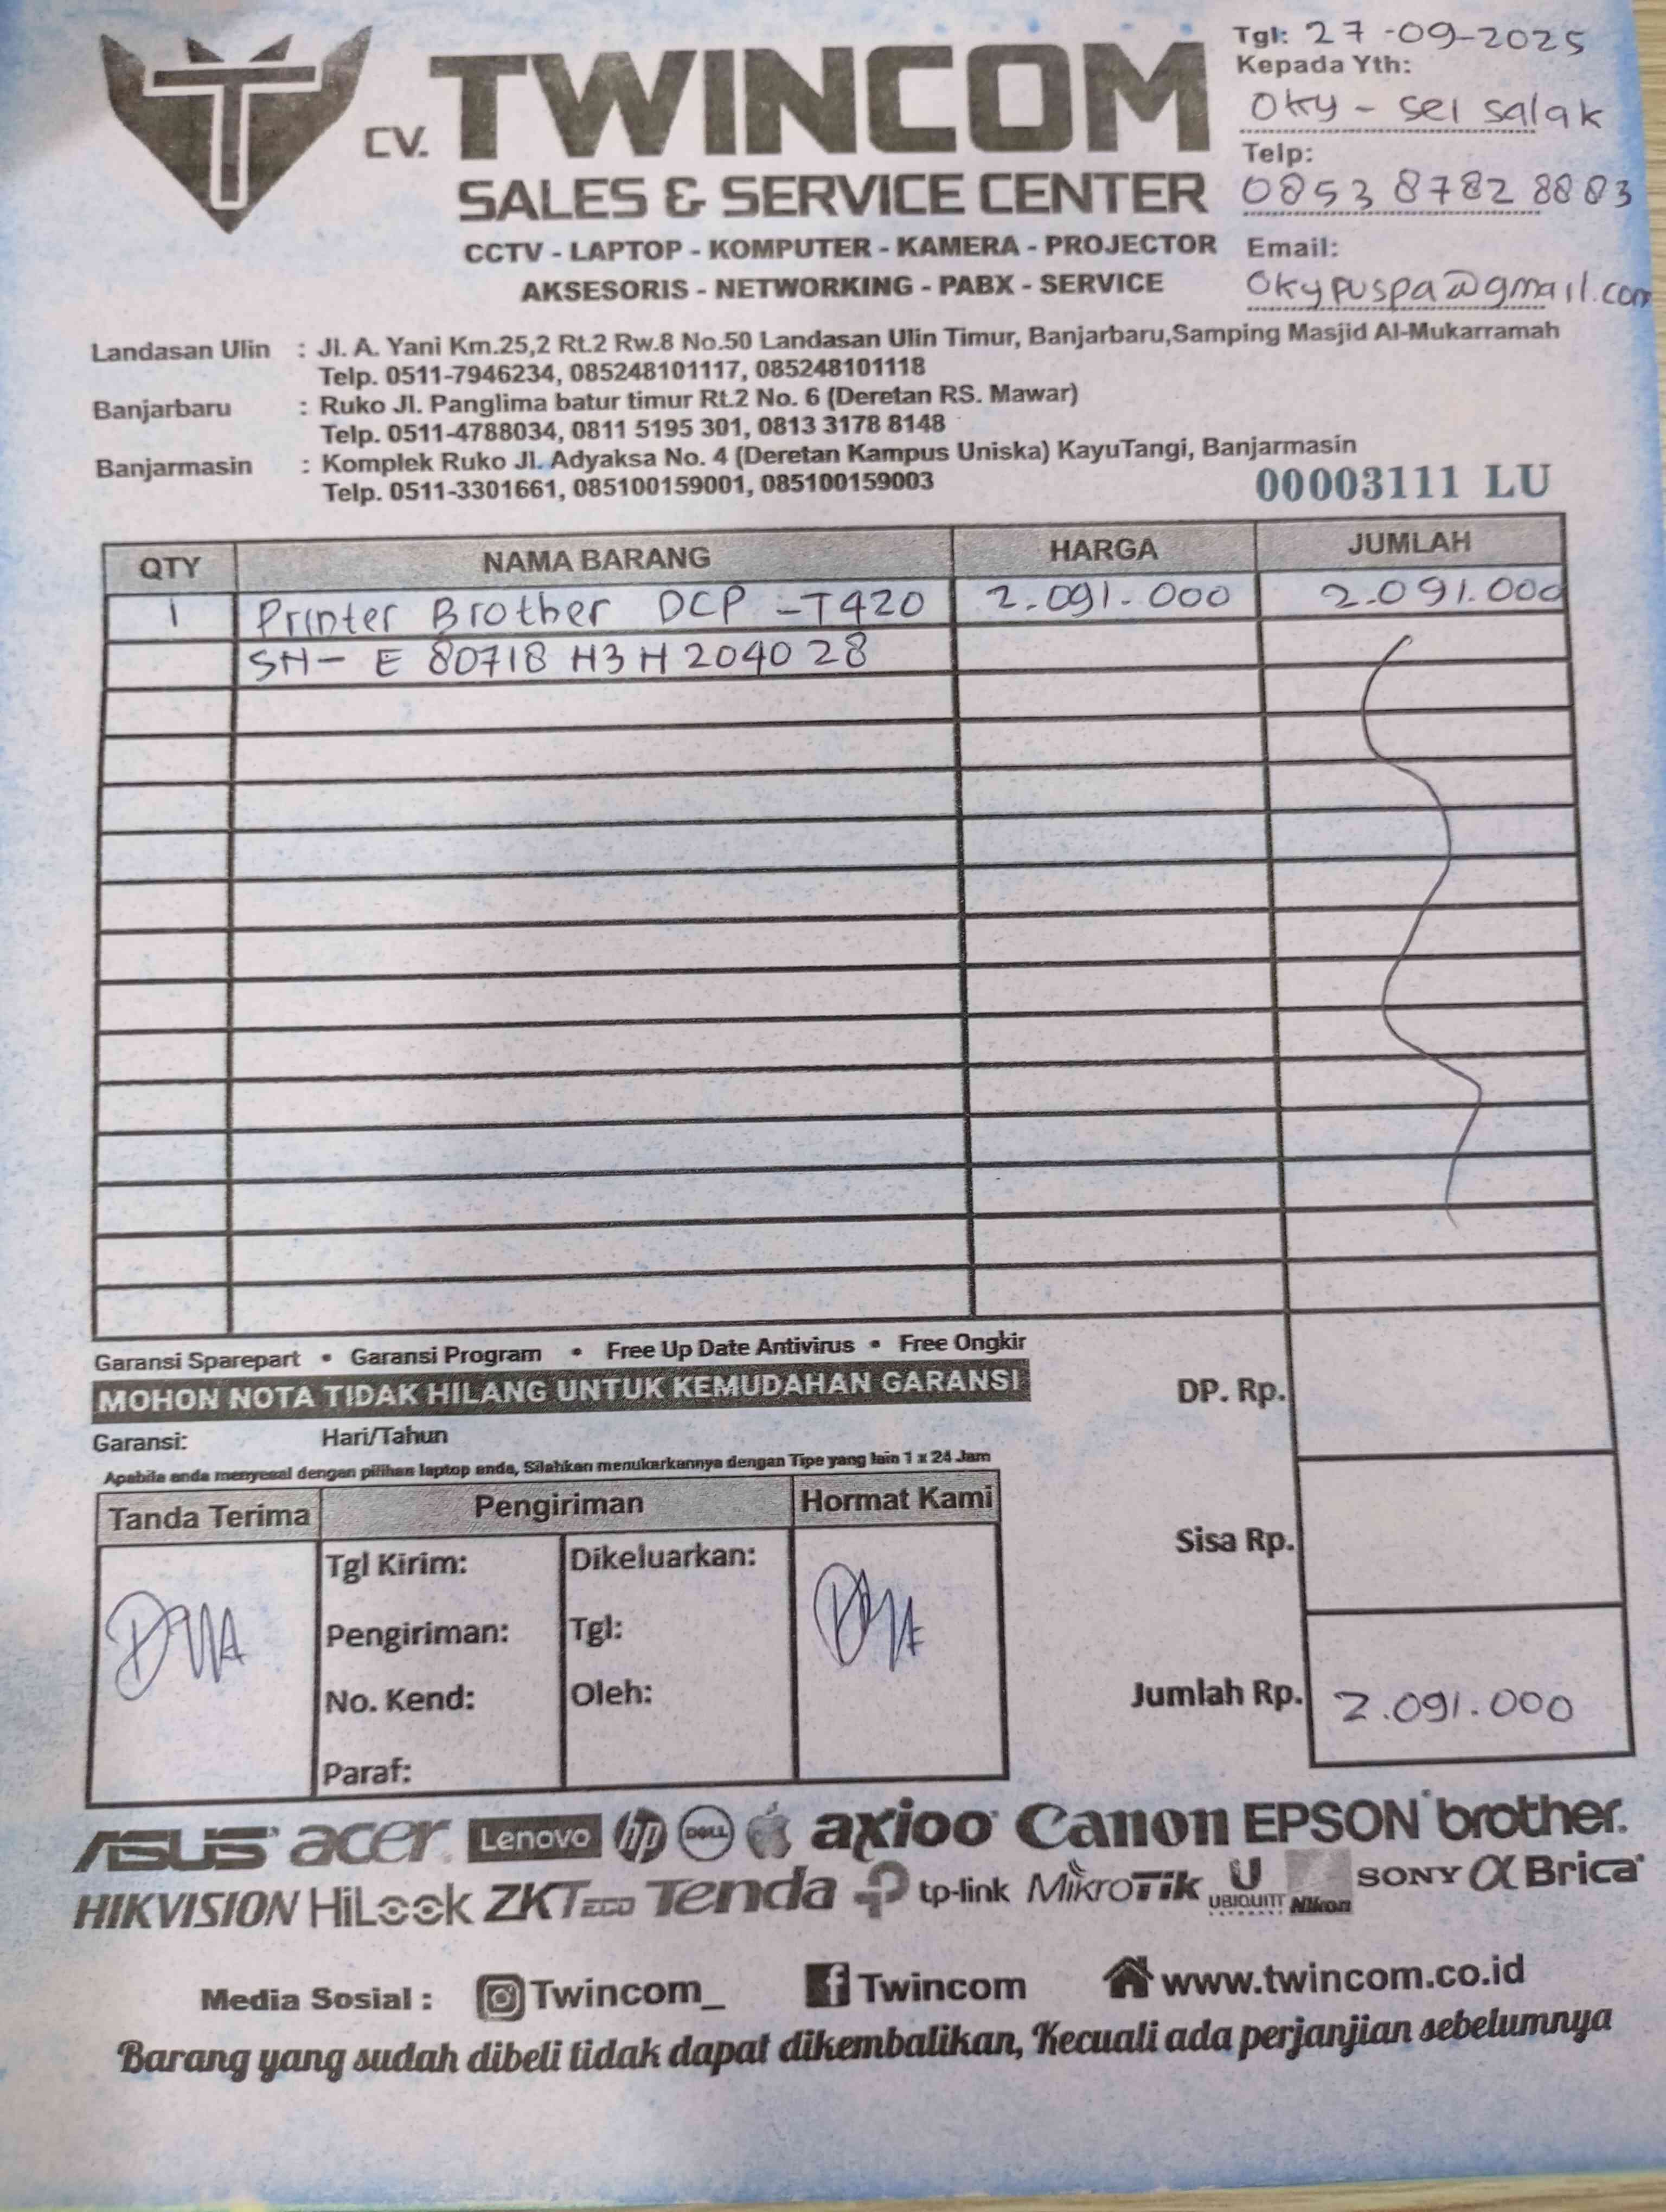 CV. TWINCOM
SALES & SERVICE CENTER
CCTV - LAPTOP - KOMPUTER - KAMERA - PROJECTOR
AKSESORIS - NETWORKING - PABX - SERVICE
Tgl: 27-09-2025
Kepada Yth:
Oky - sei salak
Telp:
0853 8782 8883
Email:
Okypuspa@gmail.com
Landasan Ulin : Jl. A. Yani Km.25,2 Rt.2 Rw.8 No.50 Landasan Ulin Timur, Banjarbaru,Samping Masjid Al-Mukarramah
Telp. 0511-7946234, 085248101117, 085248101118
Banjarbaru : Ruko Jl. Panglima batur timur Rt.2 No. 6 (Deretan RS. Mawar)
Telp. 0511-4788034, 0811 5195 301, 0813 3178 8148
Banjarmasin : Komplek Ruko Jl. Adyaksa No. 4 (Deretan Kampus Uniska) KayuTangi, Banjarmasin
Telp. 0511-3301661, 085100159001, 085100159003
00003111 LU
QTY NAMA BARANG HARGA JUMLAH
1 Printer Brother DCP -T420 2.091.000 2.091.000
SN- E 80718 H3H 2040 28
Garansi Sparepart • Garansi Program • Free Up Date Antivirus • Free Ongkir
MOHON NOTA TIDAK HILANG UNTUK KEMUDAHAN GARANSI
Garansi: Hari/Tahun
Apabila anda menyesal dengan pilihan laptop anda, Silahkan menukarkannya dengan Tipe yang lain 1 x 24 Jam
DP. Rp.
Sisa Rp.
Jumlah Rp. 2.091.000
Tanda Terima Pengiriman Hormat Kami
Tgl Kirim: Dikeluarkan:
Pengiriman: Tgl:
No. Kend: Oleh:
Paraf:
ASUS acer Lenovo hp DELL axioo Canon EPSON brother.
HIKVISION HiLook ZKTeco Tenda tp-link MikroTik UBIQUITI Nikon SONY α Brica
Media Sosial : Twincom_ Twincom www.twincom.co.id
Barang yang sudah dibeli tidak dapat dikembalikan, Kecuali ada perjanjian sebelumnya